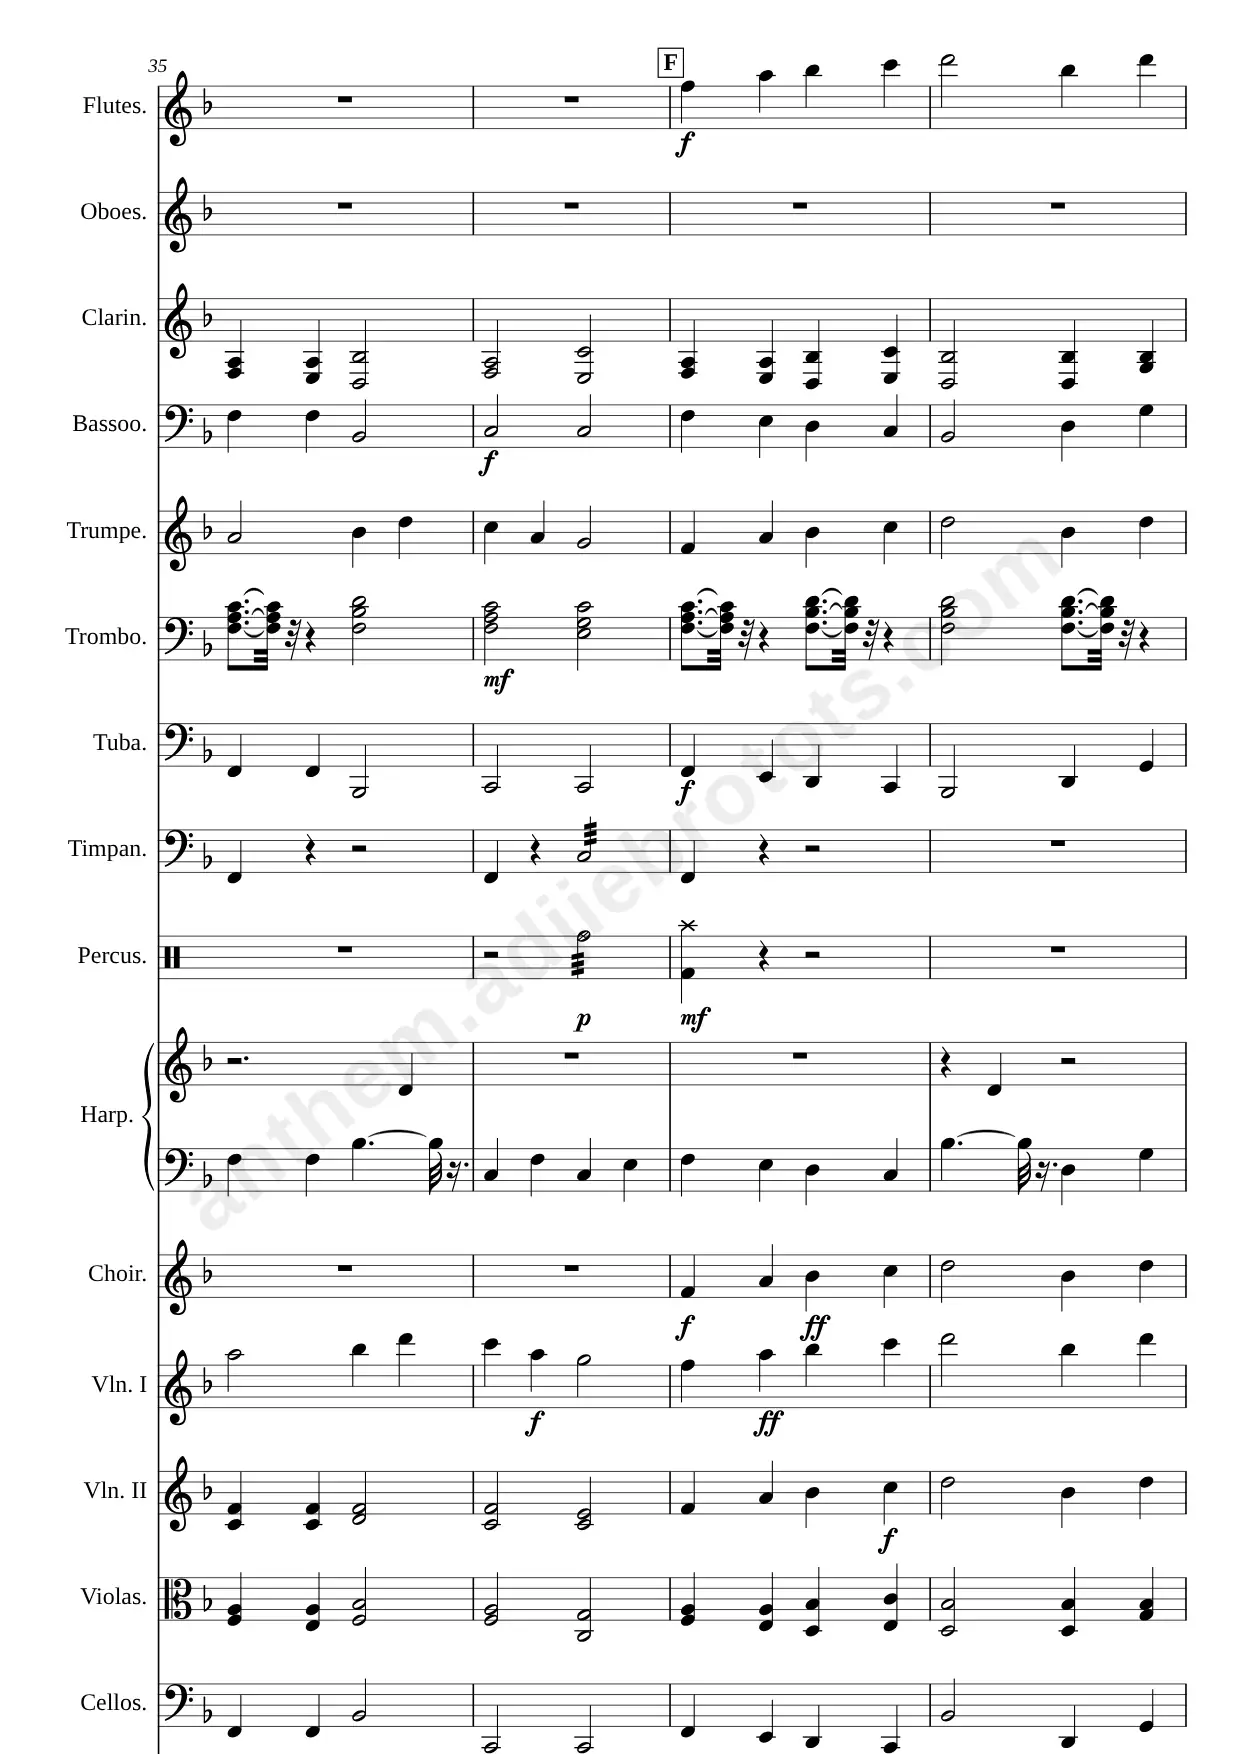 35
F
Flutes.
f
Oboes.
Clarin.
Bassoo.
f
Trumpe.
Trombo.
mf
Tuba.
f
Timpan.
Percus.
p mf
Harp.
Choir.
f ff
Vln. I
f ff
Vln. II
f
Violas.
Cellos.
anthem.adjiebrotots.com